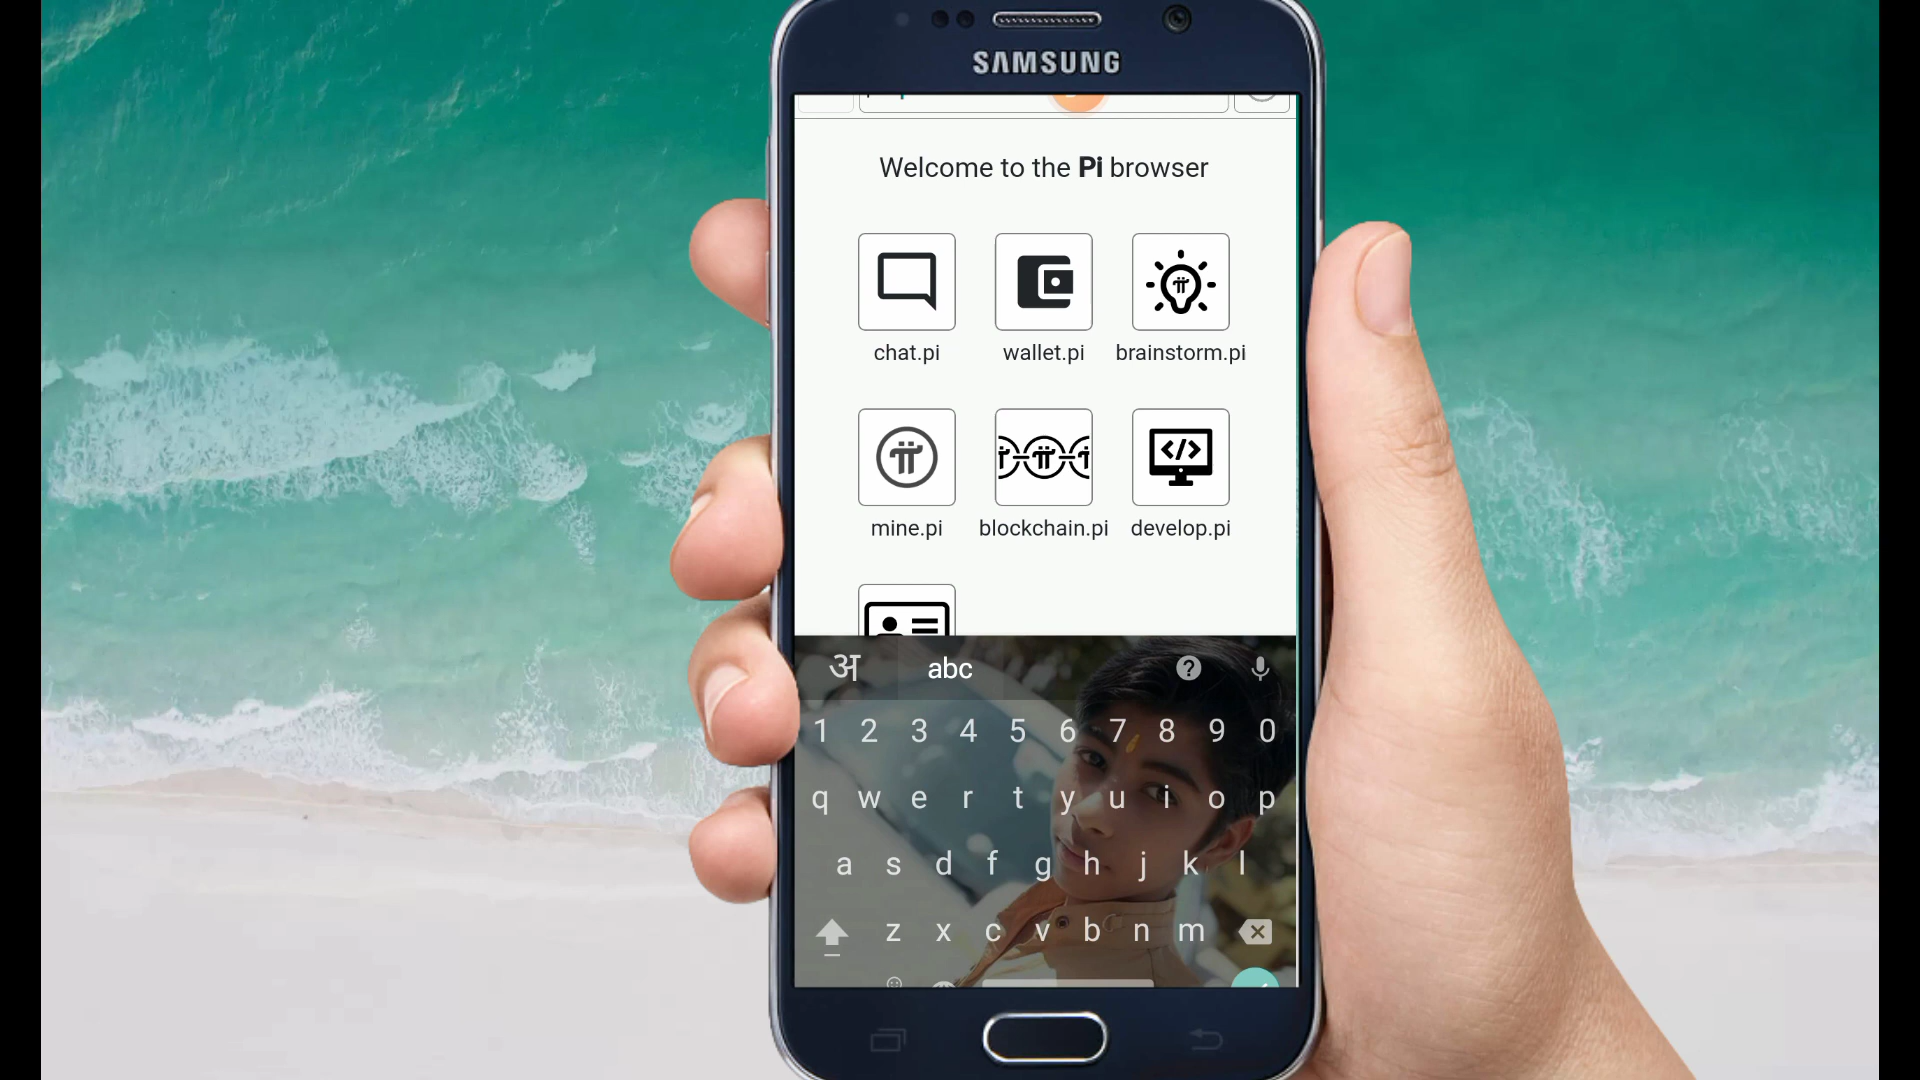 SAMSUNG
Welcome to the Pi browser
chat.pi wallet.pi brainstorm.pi
mine.pi blockchain.pi develop.pi
अ abc
1 2 3 4 5 6 7 8 9 0
q w e r t y u i o p
a s d f g h j k l
z x c v b n m